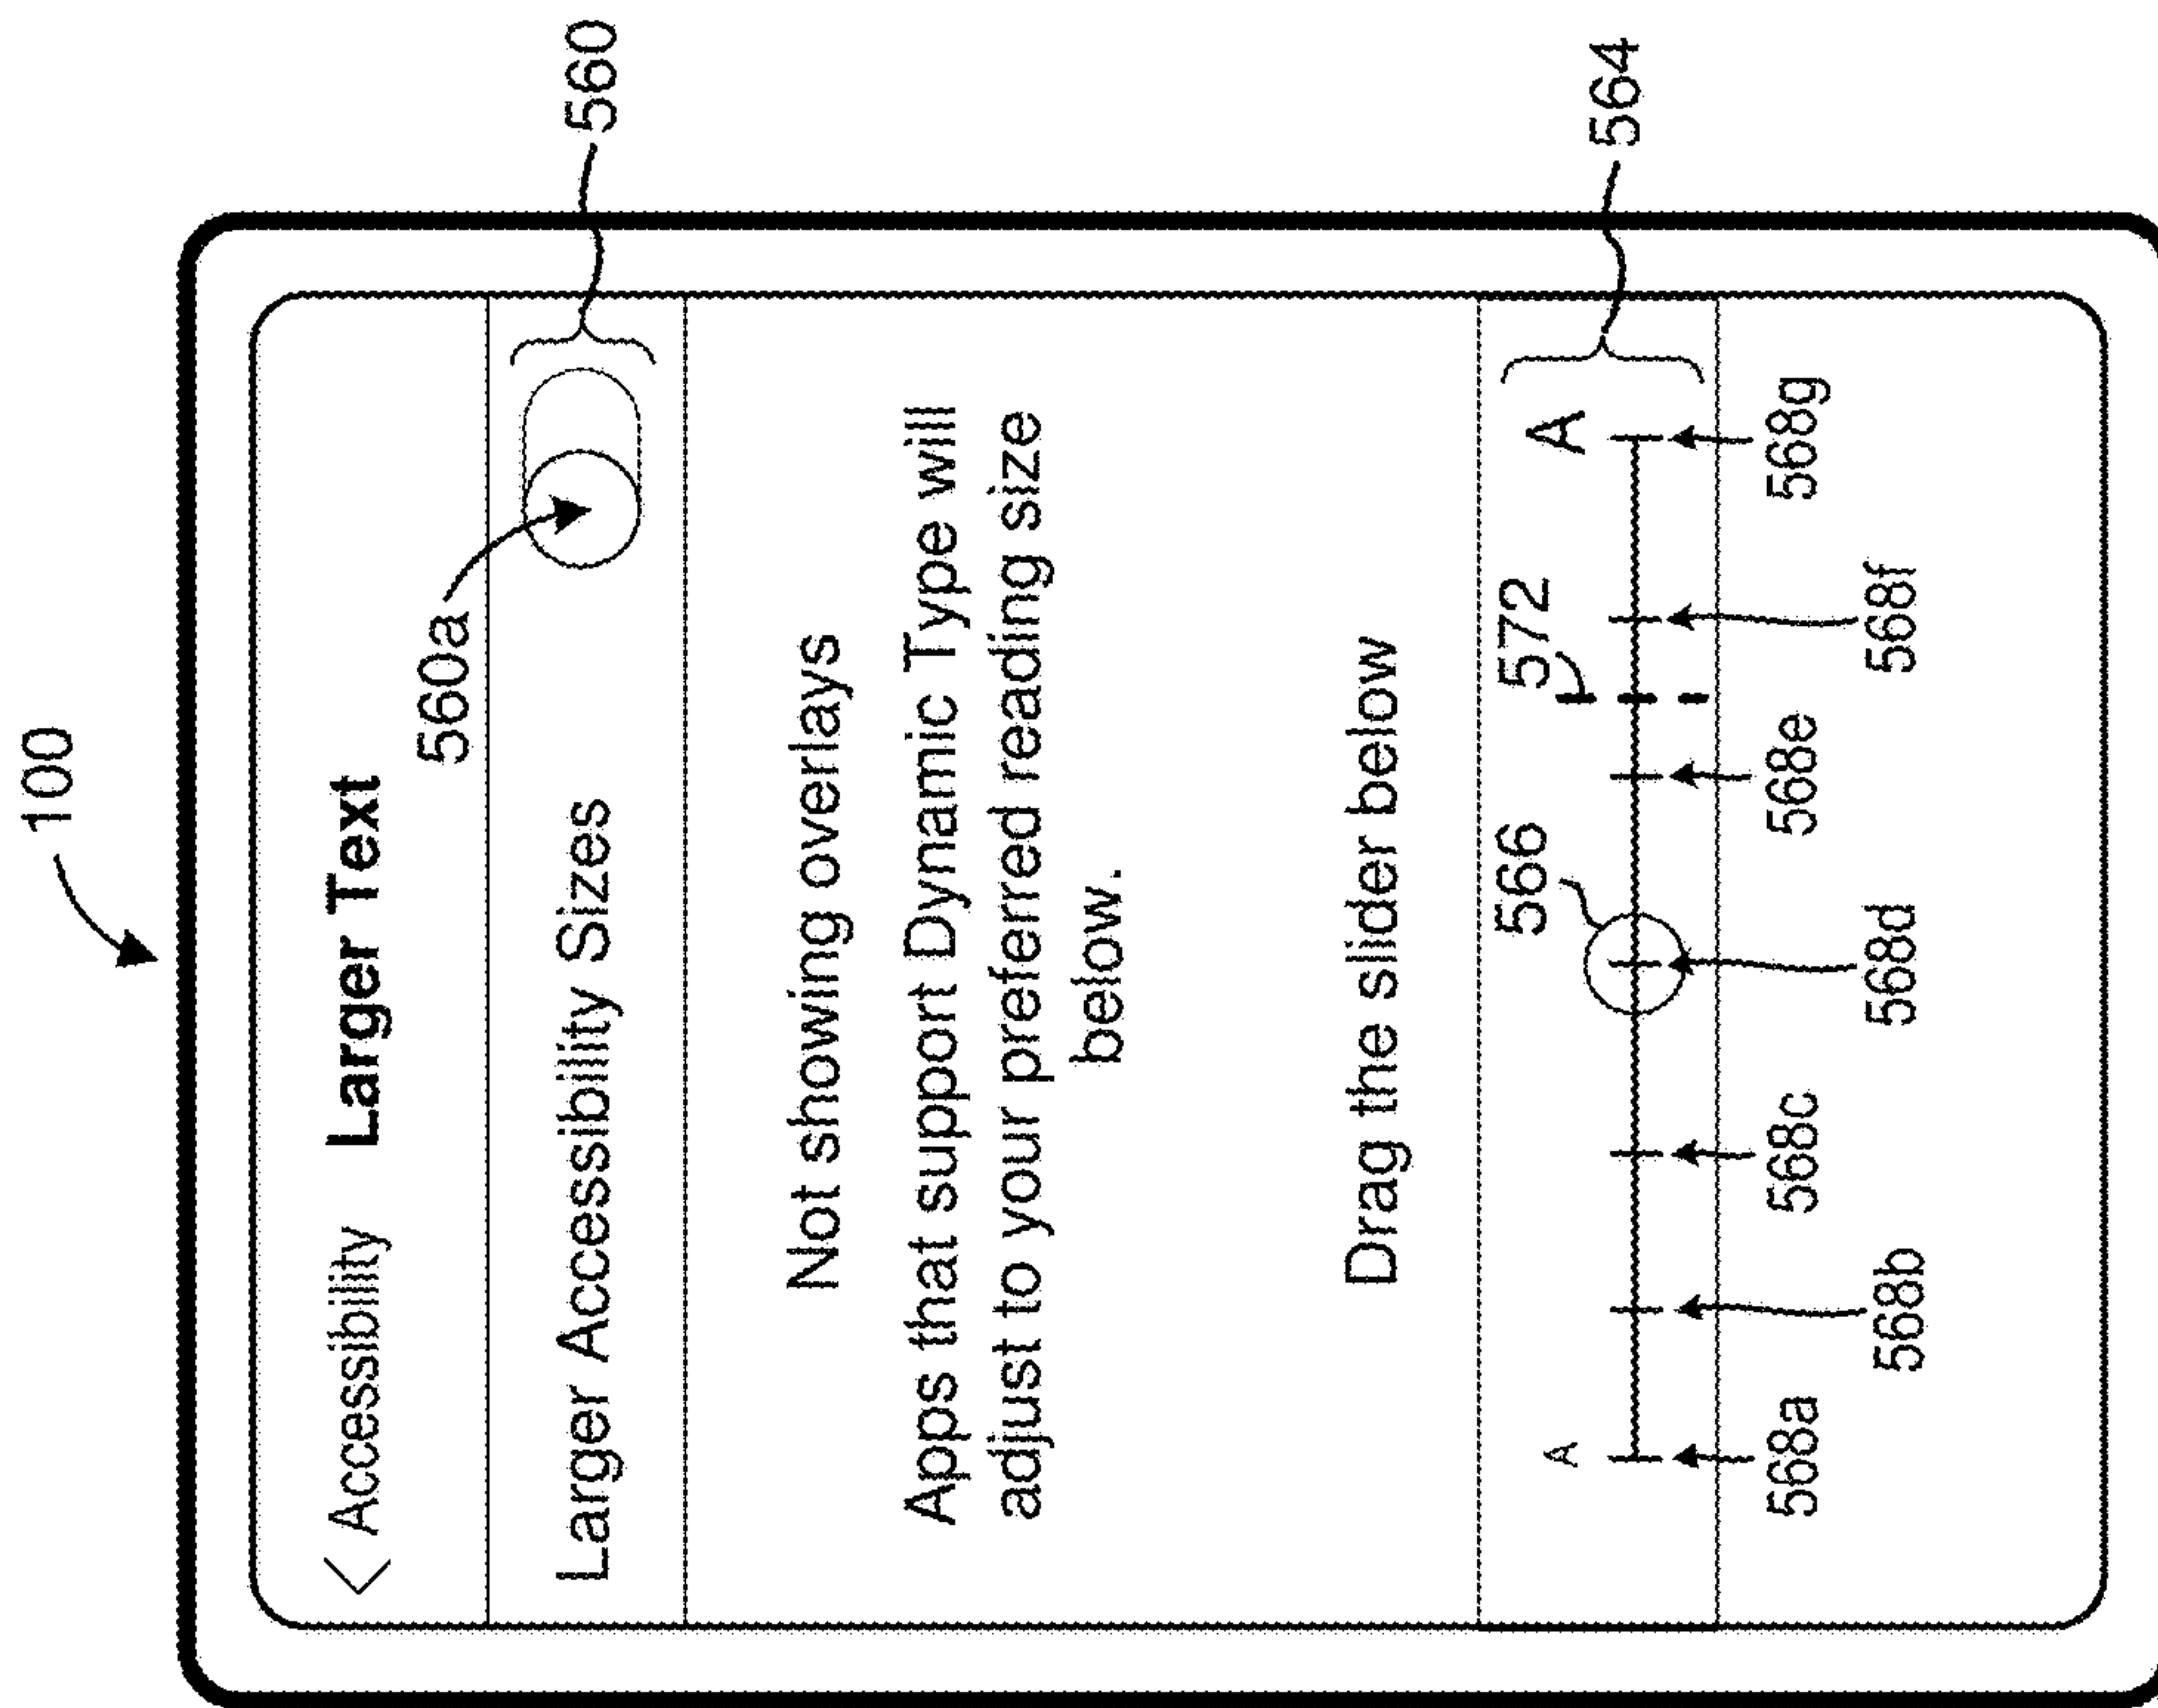 100
< Accessibility Larger Text
560a
Larger Accessibility Sizes
560
Not showing overlays
Apps that support Dynamic Type will
adjust to your preferred reading size
below.
Drag the slider below
566 572
A A
564
568a 568c 568e 568g
568b 568d 568f